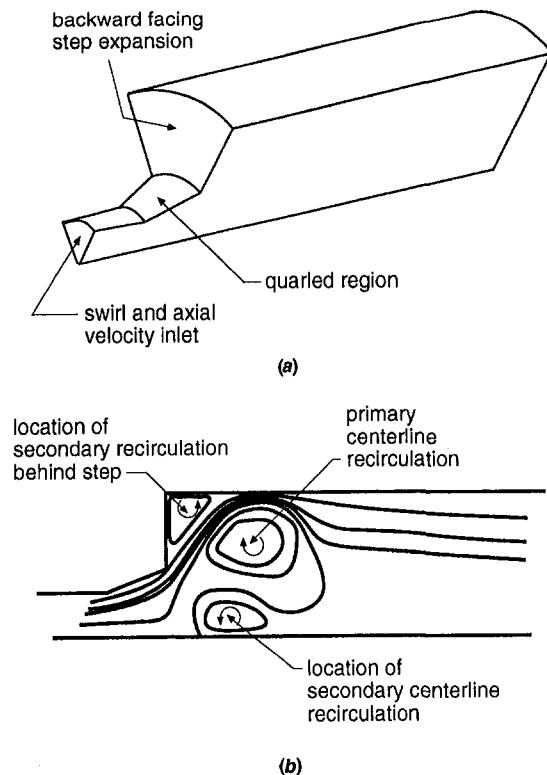 backward facing
step expansion
quarled region
swirl and axial
velocity inlet
(a)
location of
secondary recirculation
behind step
primary
centerline
recirculation
location of
secondary centerline
recirculation
(b)